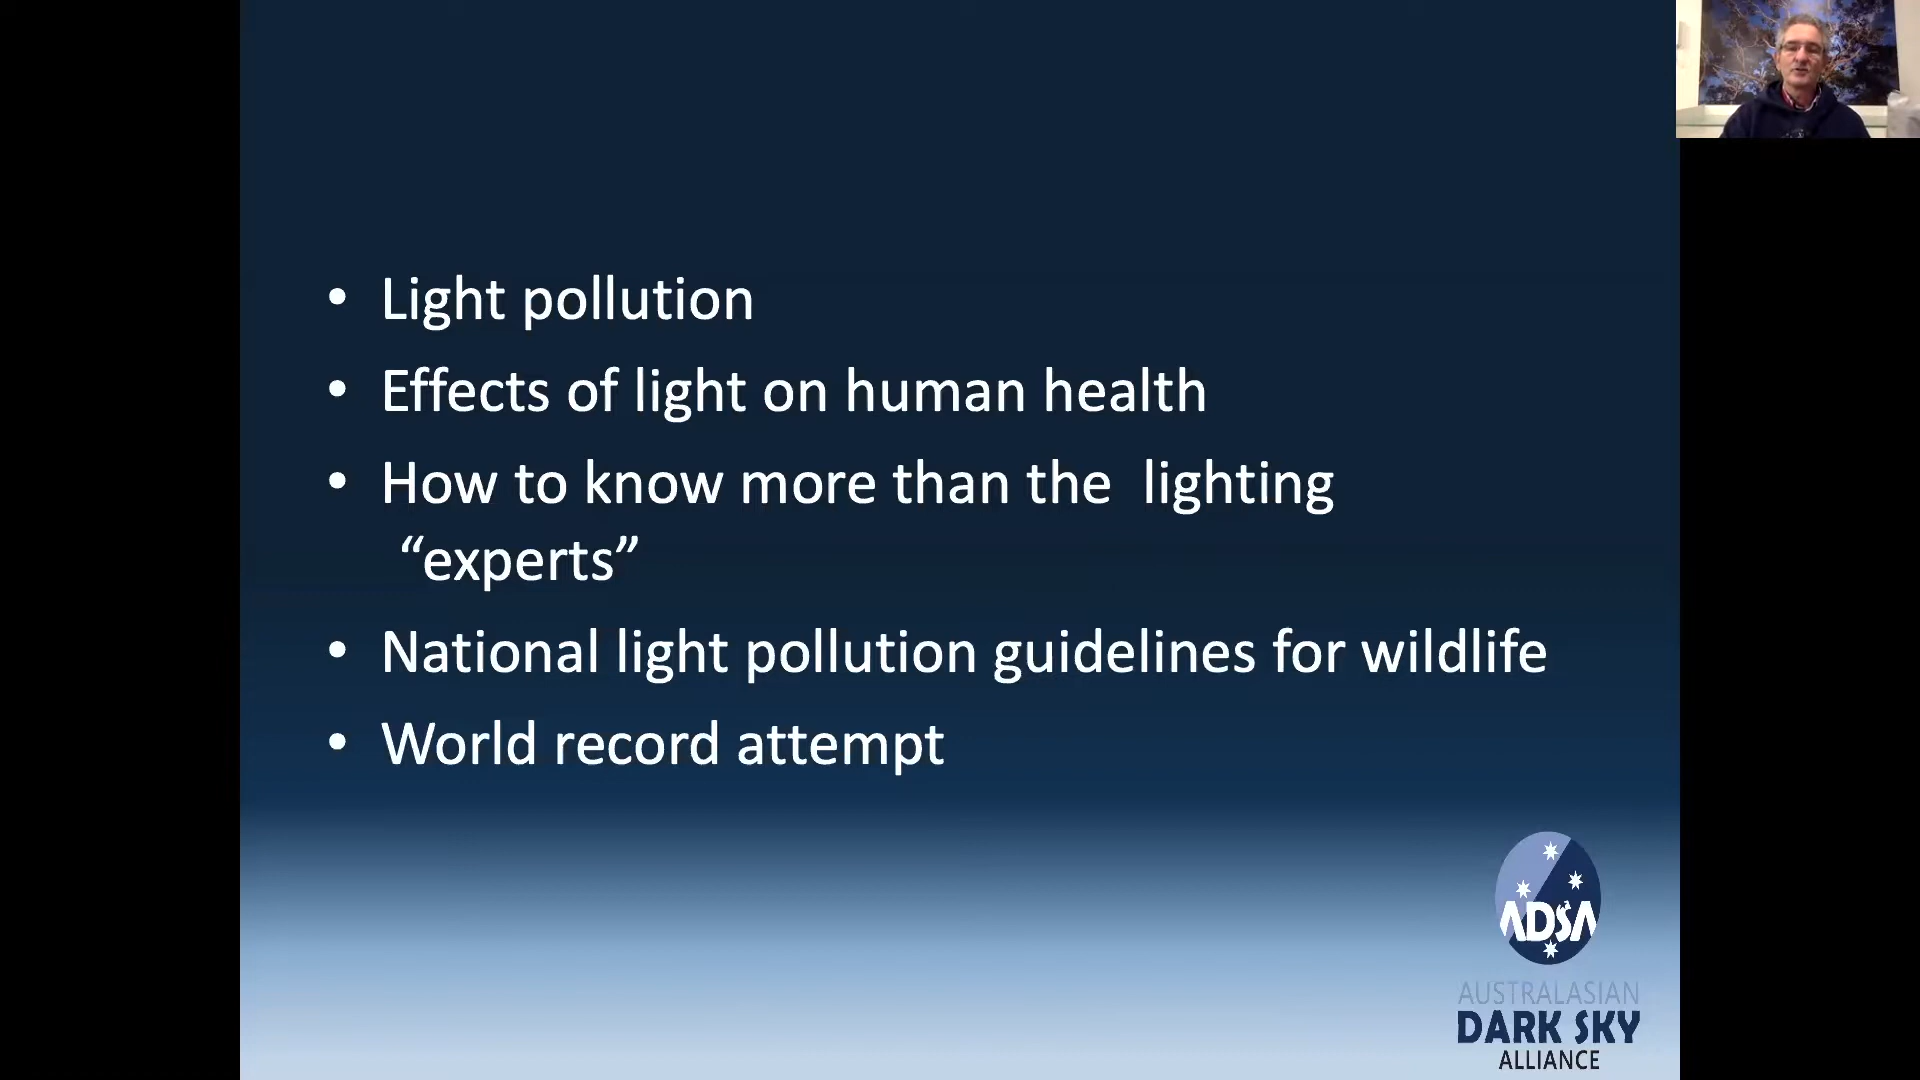 • Light pollution
• Effects of light on human health
• How to know more than the  lighting
“experts”
• National light pollution guidelines for wildlife
• World record attempt
ADSA
AUSTRALASIAN
DARK SKY
ALLIANCE